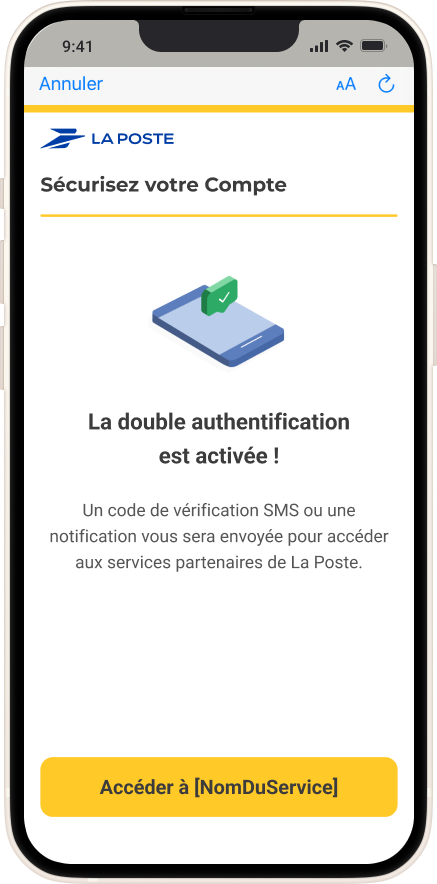 9:41
Annuler
AA
LA POSTE
Sécurisez votre Compte
La double authentification
est activée !
Un code de vérification SMS ou une
notification vous sera envoyée pour accéder
aux services partenaires de La Poste.
Accéder à [NomDuService]